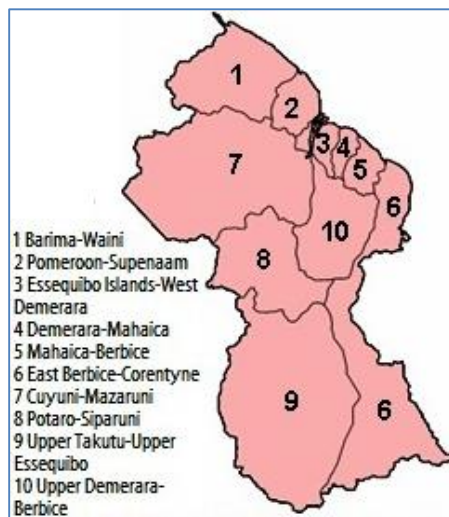 1
2
3
4
5
7
6
10
8
9
6
1 Barima-Waini
2 Pomeroon-Supenaam
3 Essequibo Islands-West
Demerara
4 Demerara-Mahaica
5 Mahaica-Berbice
6 East Berbice-Corentyne
7 Cuyuni-Mazaruni
8 Potaro-Siparuni
9 Upper Takutu-Upper
Essequibo
10 Upper Demerara-
Berbice